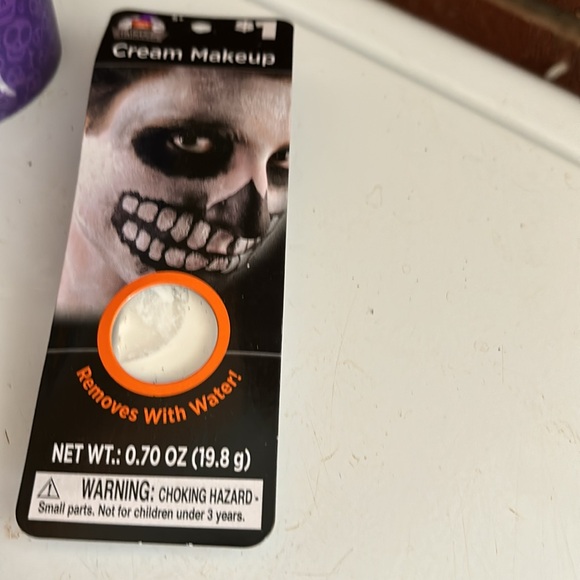 $1
Cream Makeup
Removes With Water!
NET WT.: 0.70 OZ (19.8 g)
WARNING: CHOKING HAZARD-
Small parts. Not for children under 3 years.